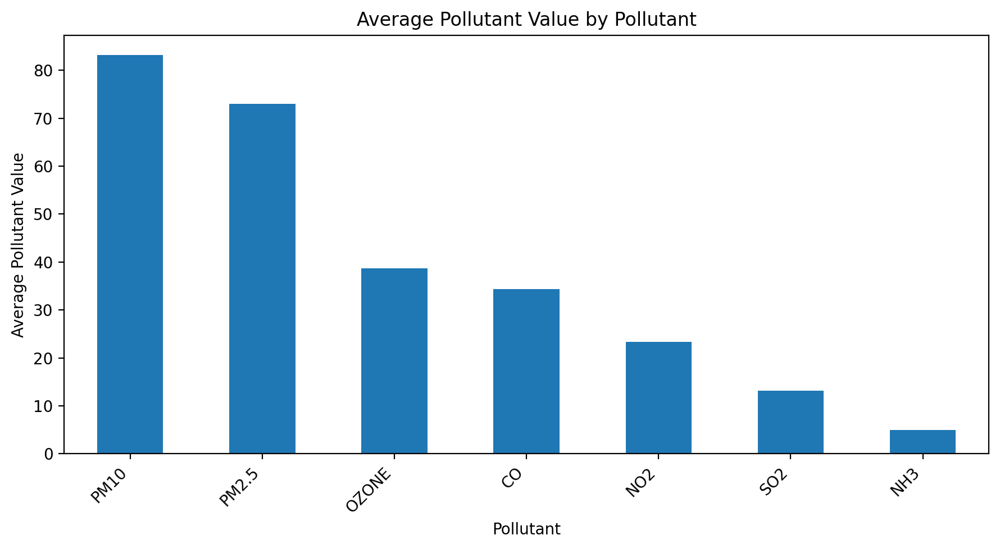 Average Pollutant Value by Pollutant
Average Pollutant Value
80
70
60
50
40
30
20
10
0
PM10
PM2.5
OZONE
CO
NO2
SO2
NH3
Pollutant